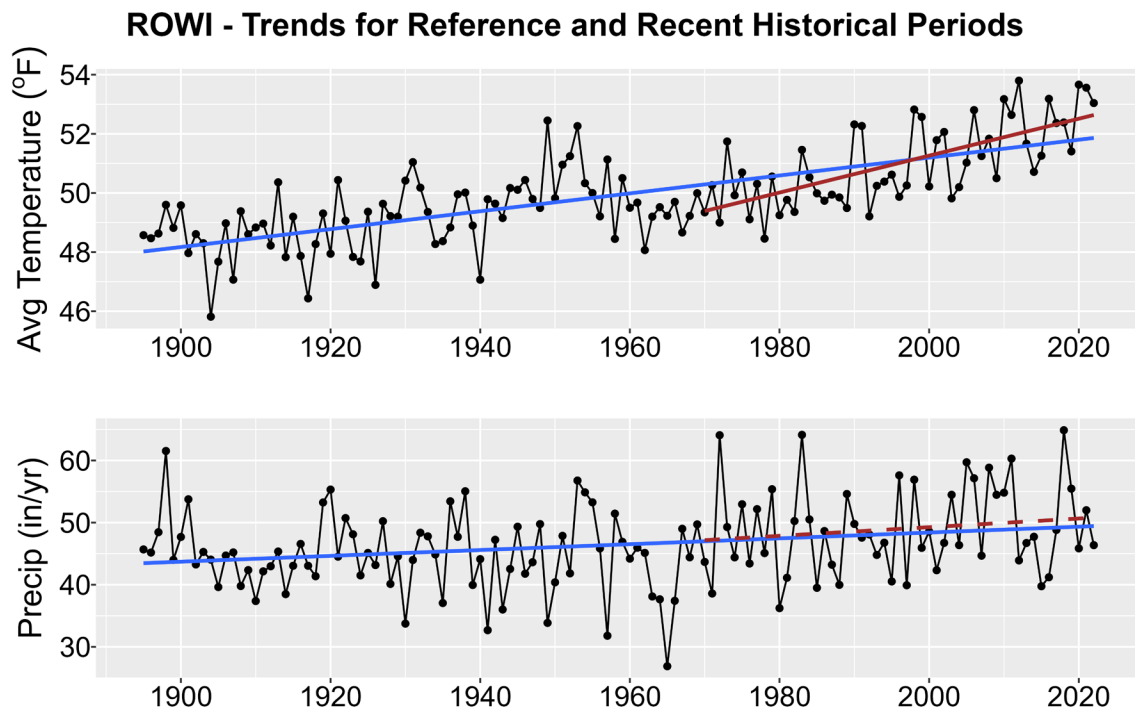 ROWI - Trends for Reference and Recent Historical Periods
Avg Temperature (°F)
54
52
50
48
46
1900 1920 1940 1960 1980 2000 2020
Precip (in/yr)
60
50
40
30
1900 1920 1940 1960 1980 2000 2020